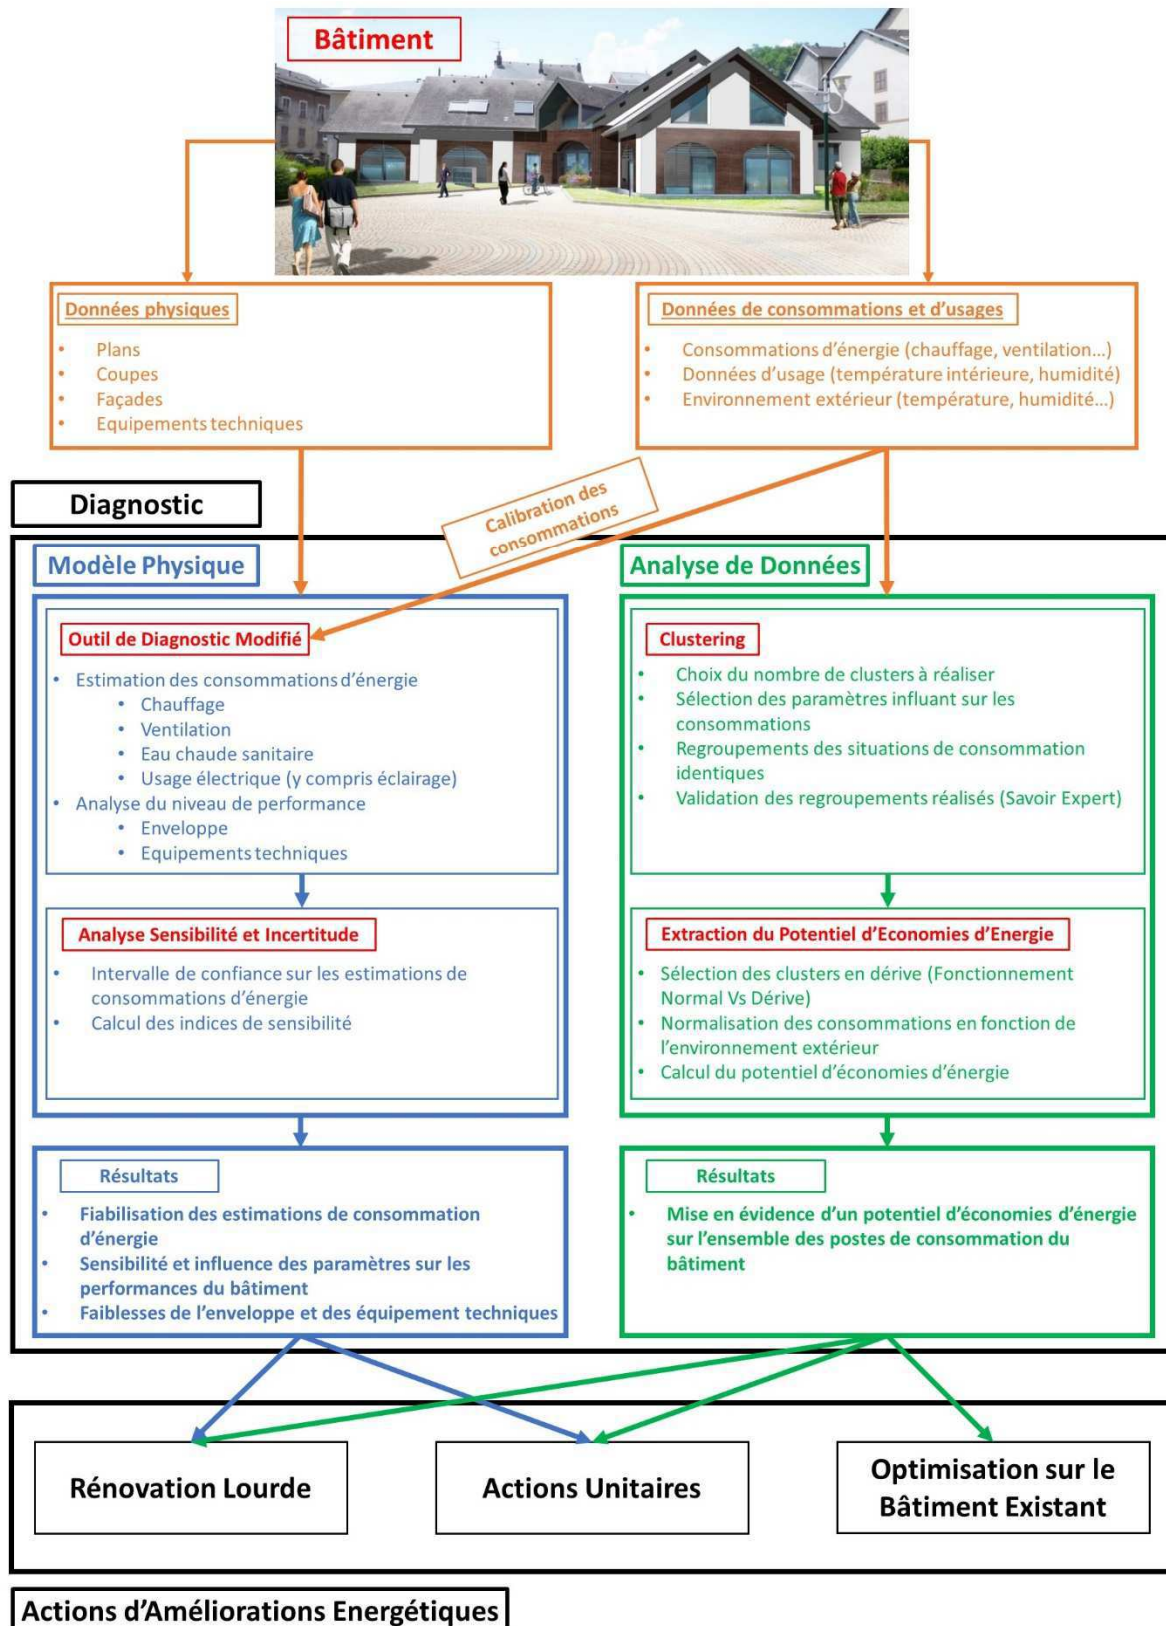 Bâtiment
Données physiques
• Plans
• Coupes
• Façades
• Equipements techniques
Données de consommations et d'usages
• Consommations d'énergie (chauffage, ventilation...)
• Données d'usage (température intérieure, humidité)
• Environnement extérieur (température, humidité...)
Calibration des
consommations
Diagnostic
Modèle Physique
Outil de Diagnostic Modifié
• Estimation des consommations d'énergie
• Chauffage
• Ventilation
• Eau chaude sanitaire
• Usage électrique (y compris éclairage)
• Analyse du niveau de performance
• Enveloppe
• Equipements techniques
Analyse Sensibilité et Incertitude
• Intervalle de confiance sur les estimations de
consommations d'énergie
• Calcul des indices de sensibilité
Résultats
• Fiabilisation des estimations de consommation
d'énergie
• Sensibilité et influence des paramètres sur les
performances du bâtiment
• Faiblesses de l'enveloppe et des équipement techniques
Analyse de Données
Clustering
• Choix du nombre de clusters à réaliser
• Sélection des paramètres influant sur les
consommations
• Regroupements des situations de consommation
identiques
• Validation des regroupements réalisés (Savoir Expert)
Extraction du Potentiel d'Economies d'Energie
• Sélection des clusters en dérive (Fonctionnement
Normal Vs Dérive)
• Normalisation des consommations en fonction de
l'environnement extérieur
• Calcul du potentiel d'économies d'énergie
Résultats
• Mise en évidence d'un potentiel d'économies d'énergie
sur l'ensemble des postes de consommation du
bâtiment
Rénovation Lourde
Actions Unitaires
Optimisation sur le
Bâtiment Existant
Actions d'Améliorations Energétiques